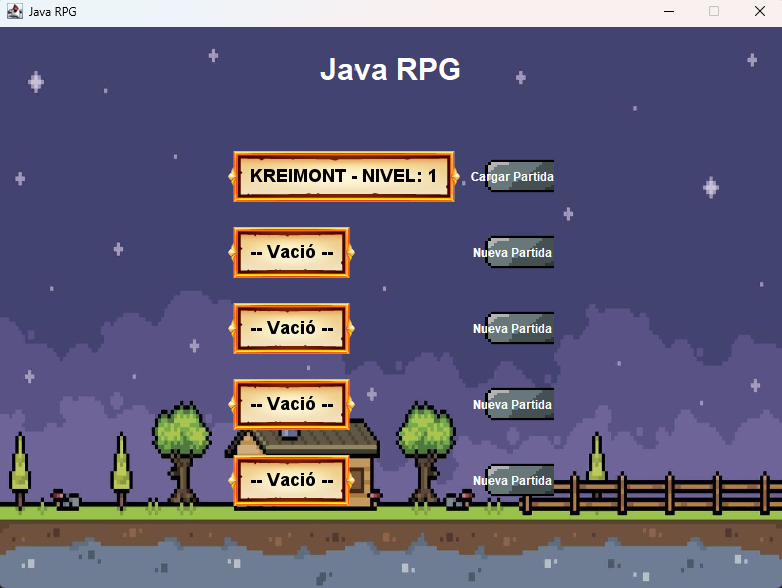 Java RPG
Java RPG
KREIMONT - NIVEL: 1
Cargar Partida
-- Vació --
Nueva Partida
-- Vació --
Nueva Partida
-- Vació --
Nueva Partida
-- Vació --
Nueva Partida